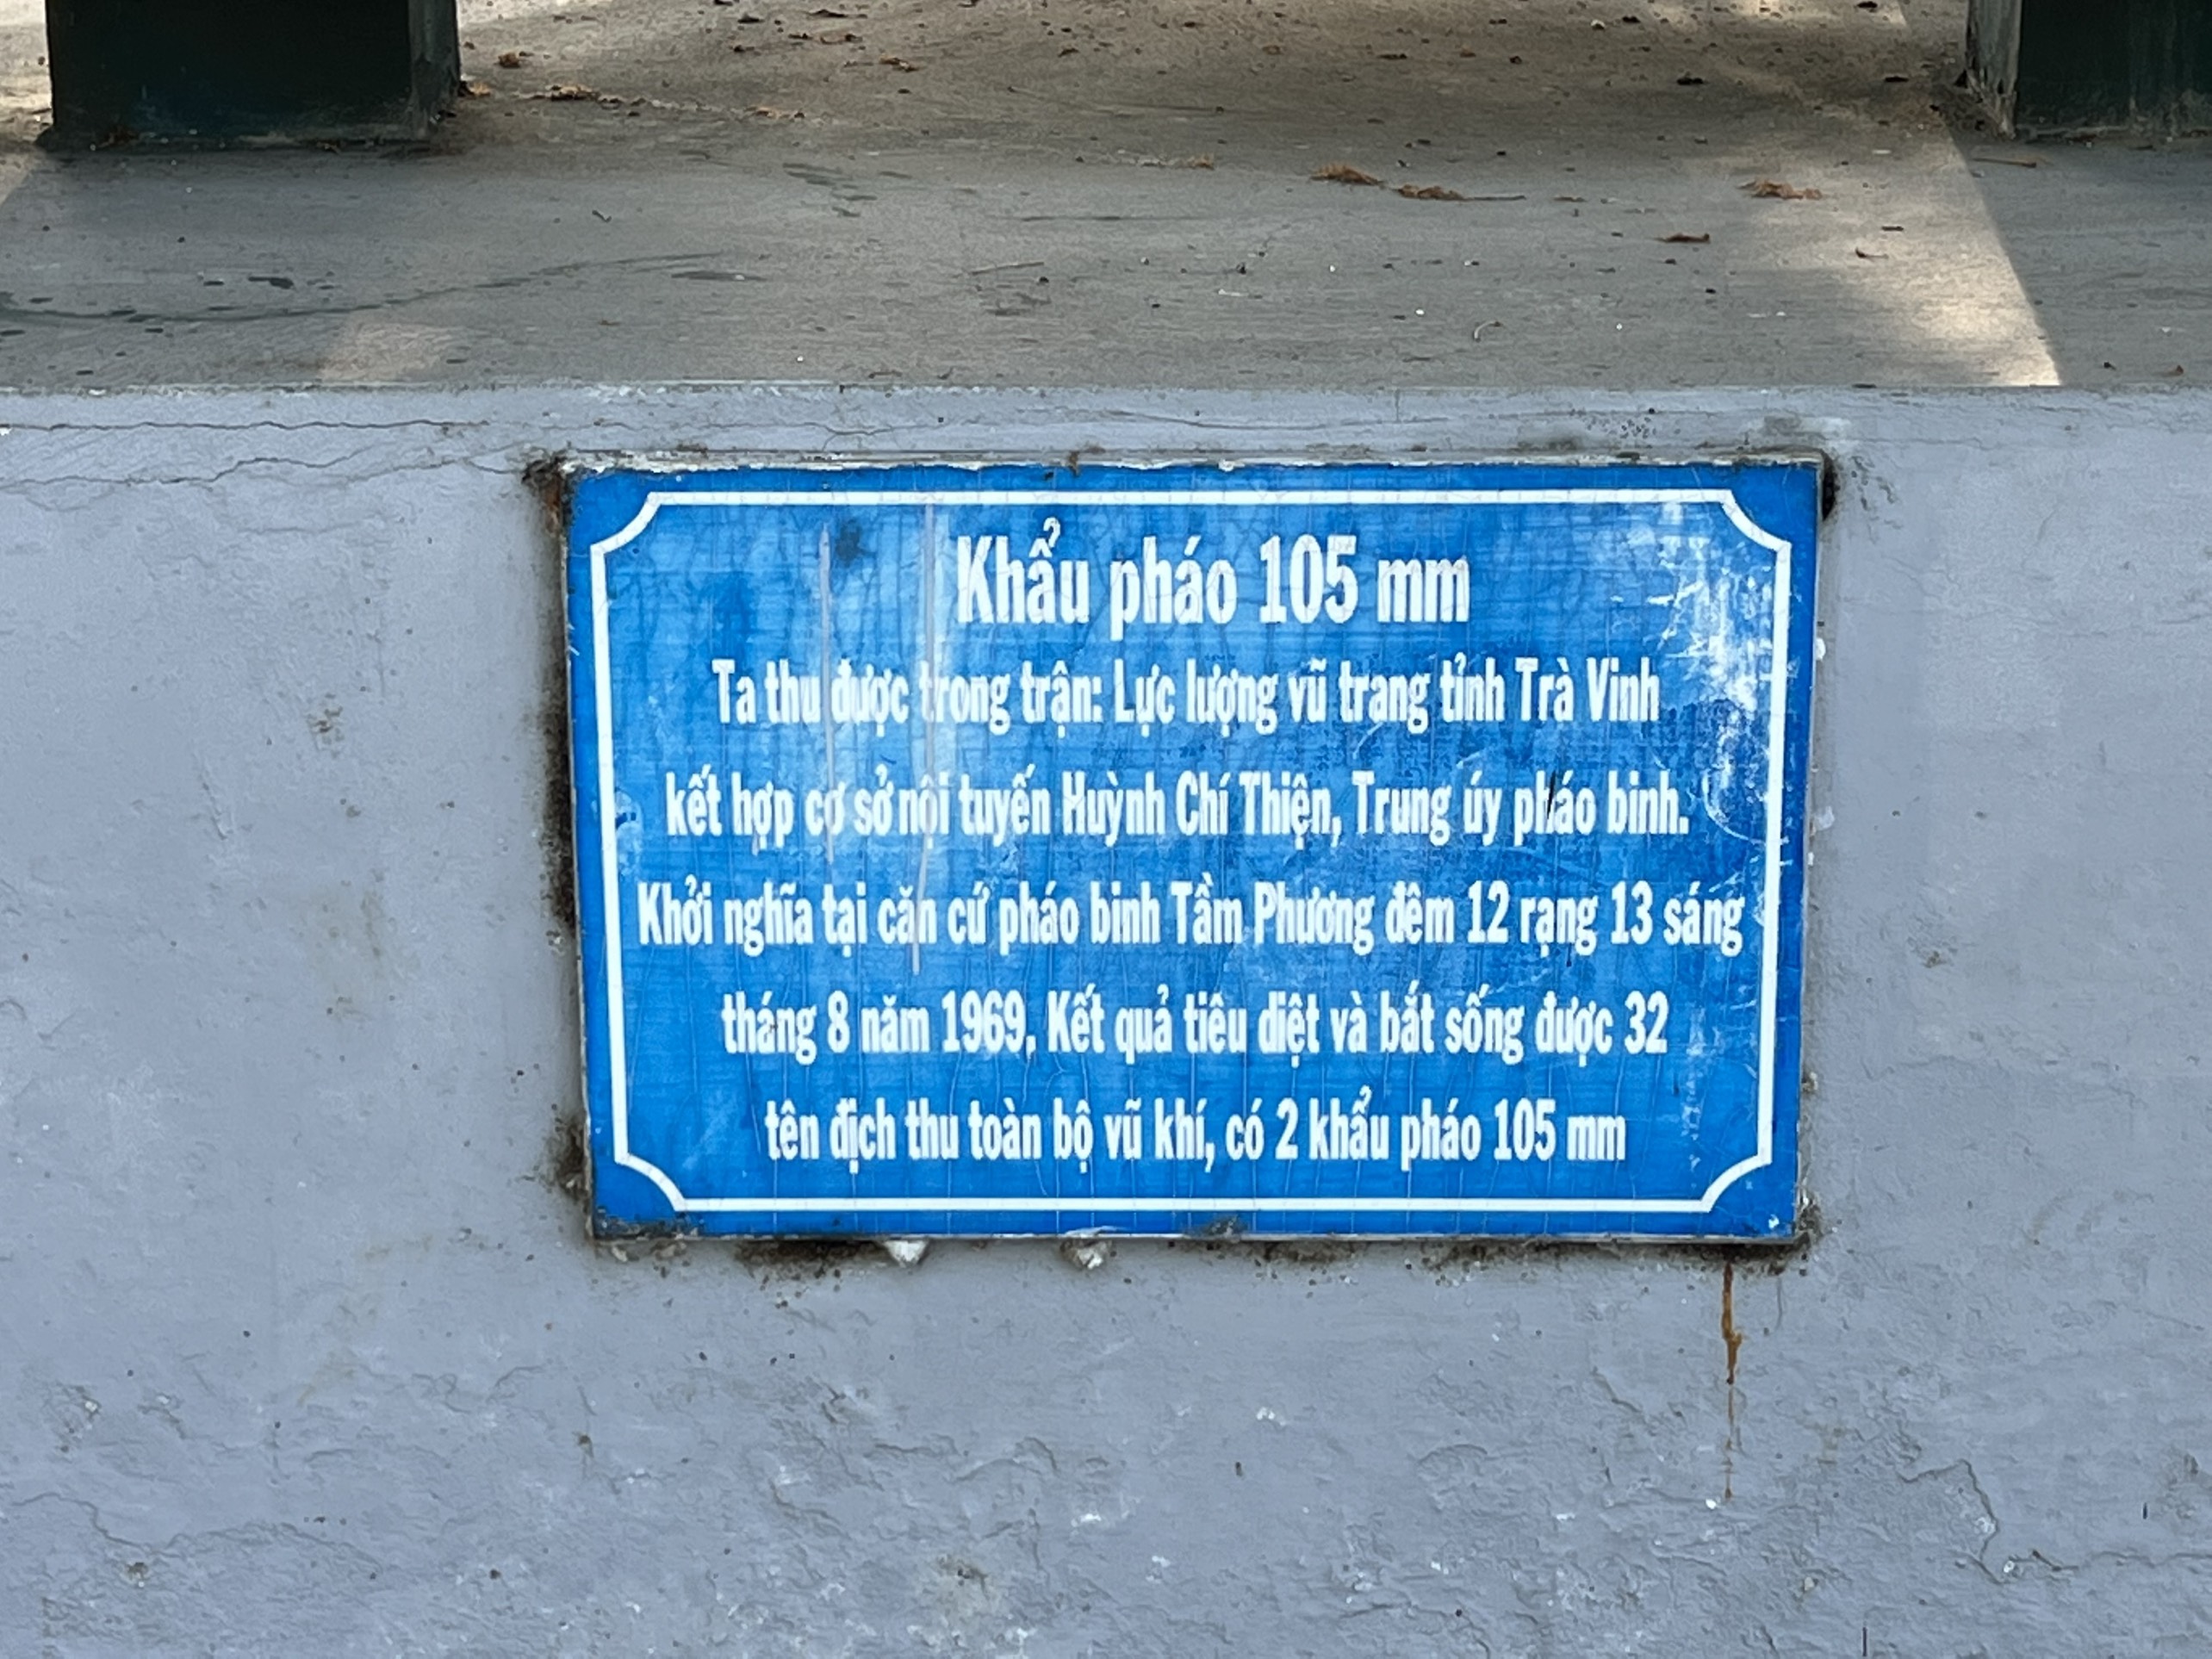 Khẩu pháo 105 mm
Ta thu được trong trận: Lực lượng vũ trang tỉnh Trà Vinh
kết hợp cơ sở nội tuyến Huỳnh Chí Thiện, Trung úy pháo binh.
Khởi nghĩa tại căn cứ pháo binh Tầm Phương đêm 12 rạng 13 sáng
tháng 8 năm 1969. Kết quả tiêu diệt và bắt sống được 32
tên địch thu toàn bộ vũ khí, có 2 khẩu pháo 105 mm